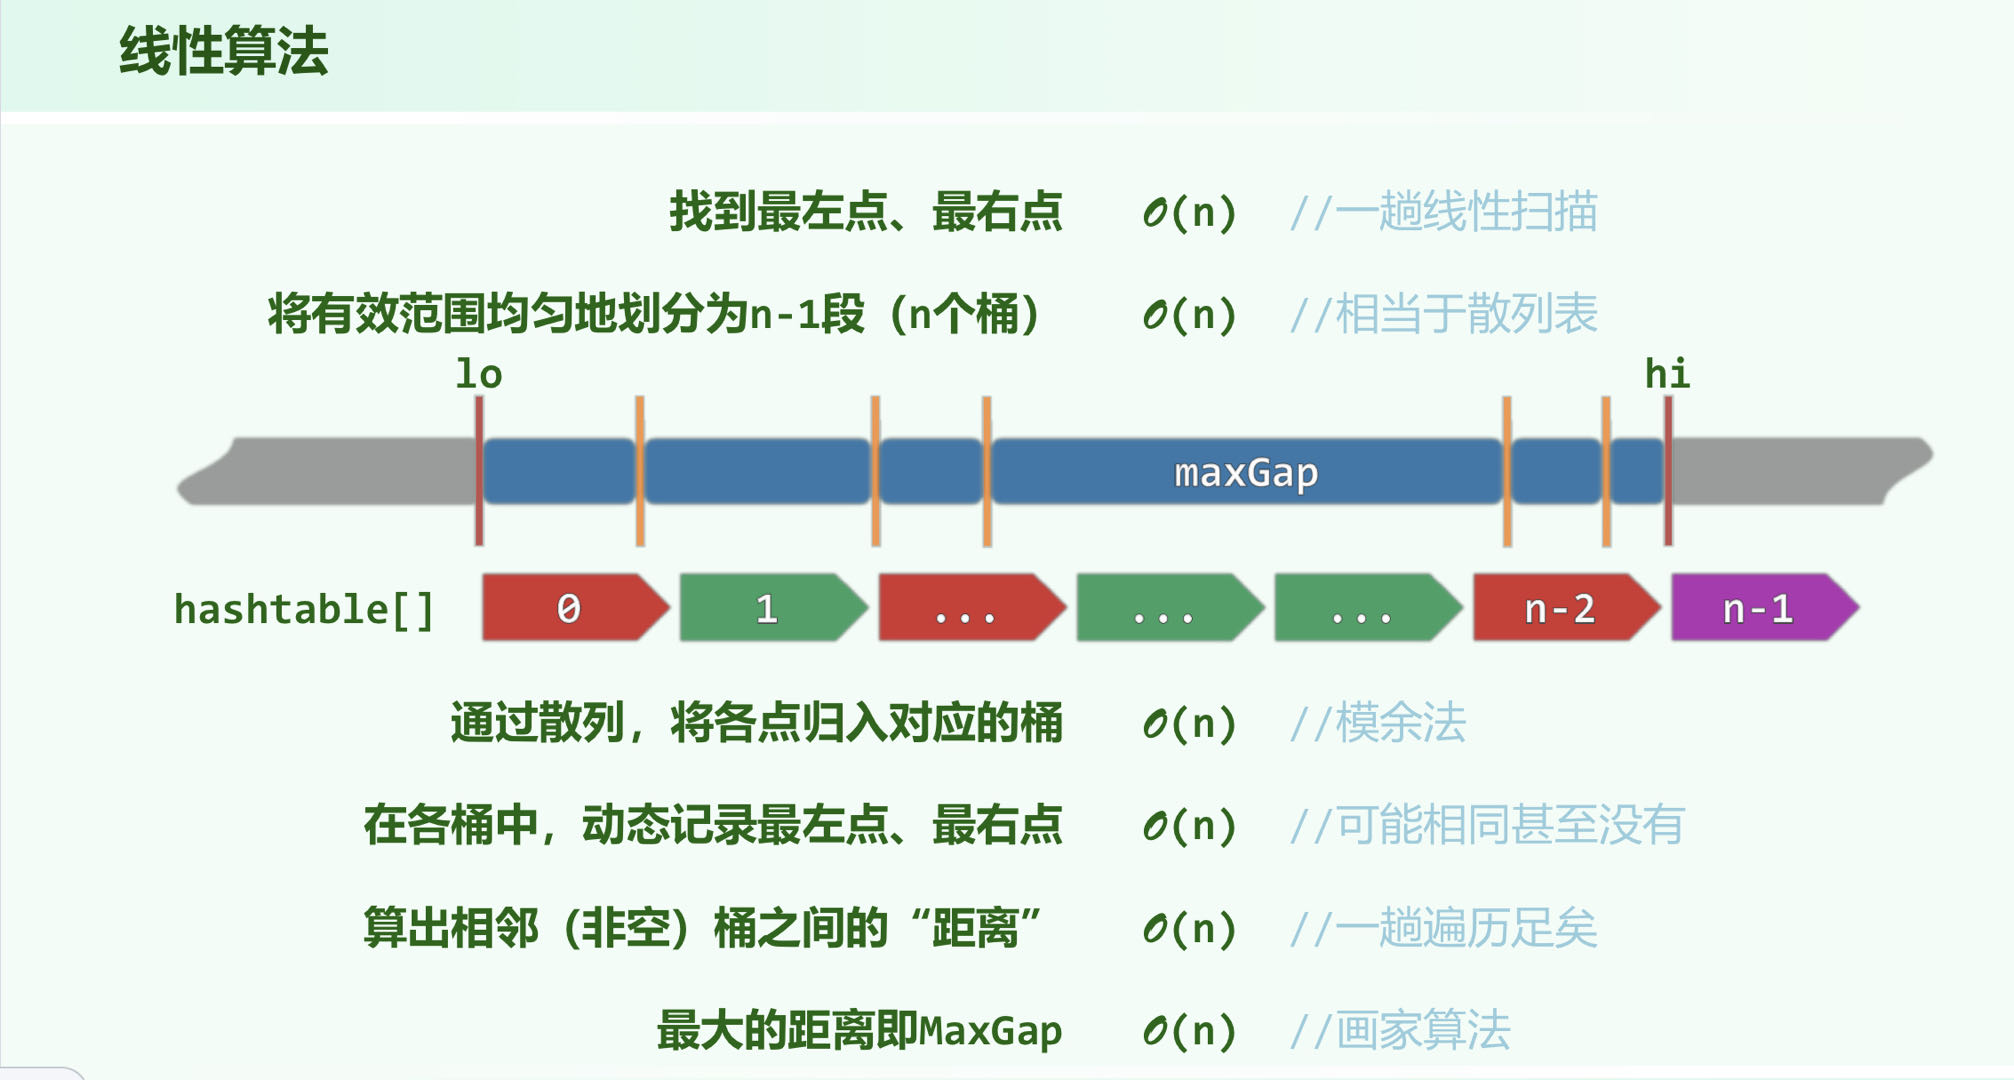 线性算法
找到最左点、最右点 O(n) //一趟线性扫描
将有效范围均匀地划分为n-1段（n个桶） O(n) //相当于散列表
lo hi
maxGap
hashtable[] 0 1 ... ... ... n-2 n-1
通过散列，将各点归入对应的桶 O(n) //模余法
在各桶中，动态记录最左点、最右点 O(n) //可能相同甚至没有
算出相邻（非空）桶之间的“距离” O(n) //一趟遍历足矣
最大的距离即MaxGap O(n) //画家算法